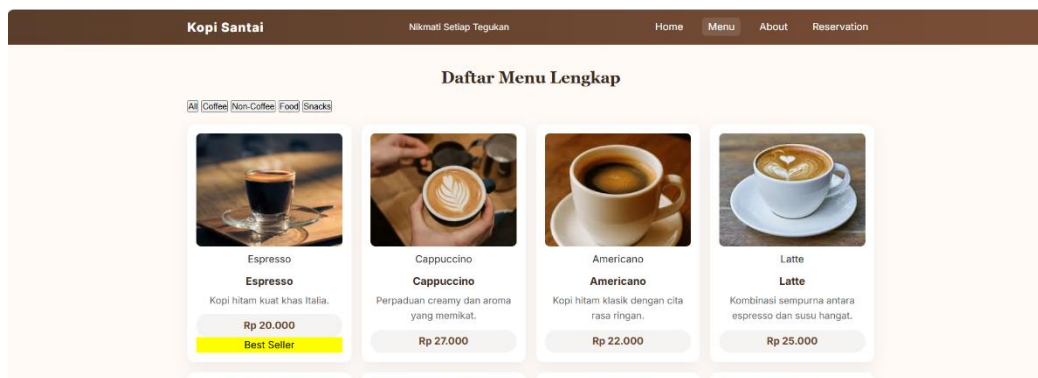 Kopi Santai
Nikmati Setiap Tegukan
Home Menu About Reservation
Daftar Menu Lengkap
All Coffee Non-Coffee Food Snacks
Espresso
Espresso
Kopi hitam kuat khas Italia.
Rp 20.000
Best Seller
Cappuccino
Cappuccino
Perpaduan creamy dan aroma
yang memikat.
Rp 27.000
Americano
Americano
Kopi hitam klasik dengan cita
rasa ringan.
Rp 22.000
Latte
Latte
Kombinasi sempurna antara
espresso dan susu hangat.
Rp 25.000